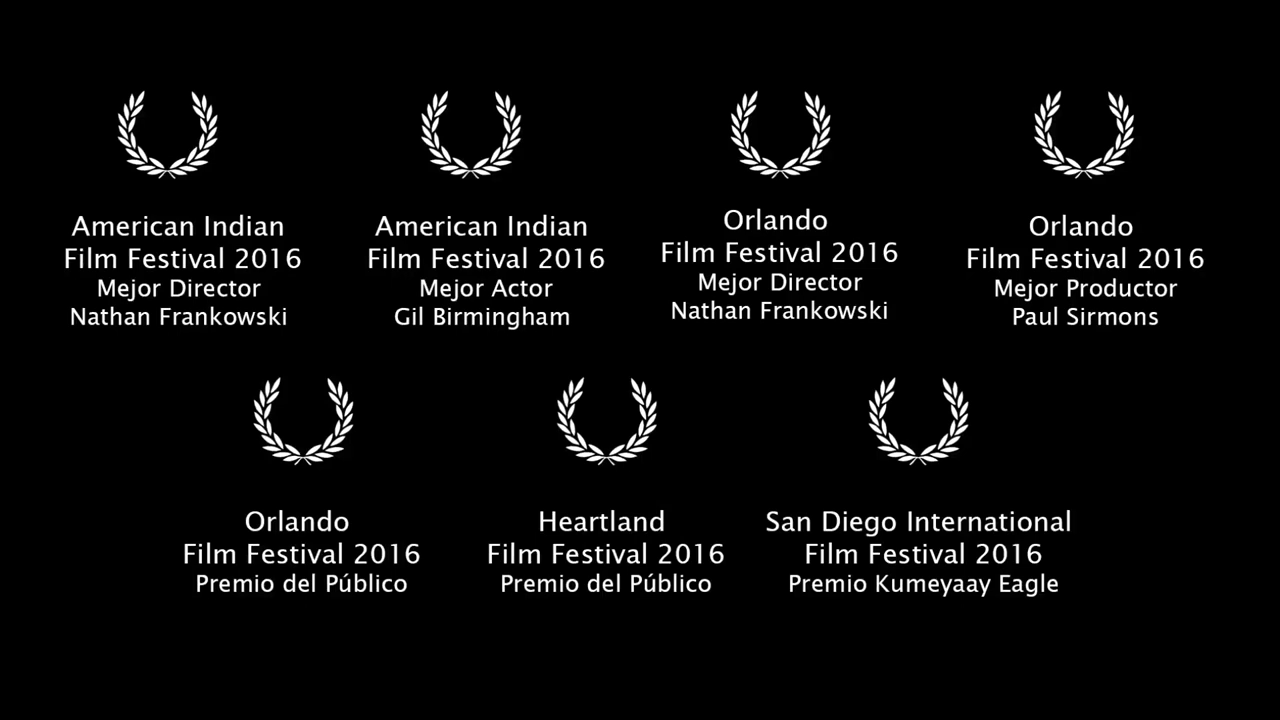 American Indian
Film Festival 2016
Mejor Director
Nathan Frankowski
American Indian
Film Festival 2016
Mejor Actor
Gil Birmingham
Orlando
Film Festival 2016
Mejor Director
Nathan Frankowski
Orlando
Film Festival 2016
Mejor Productor
Paul Sirmons
Orlando
Film Festival 2016
Premio del Público
Heartland
Film Festival 2016
Premio del Público
San Diego International
Film Festival 2016
Premio Kumeyaay Eagle